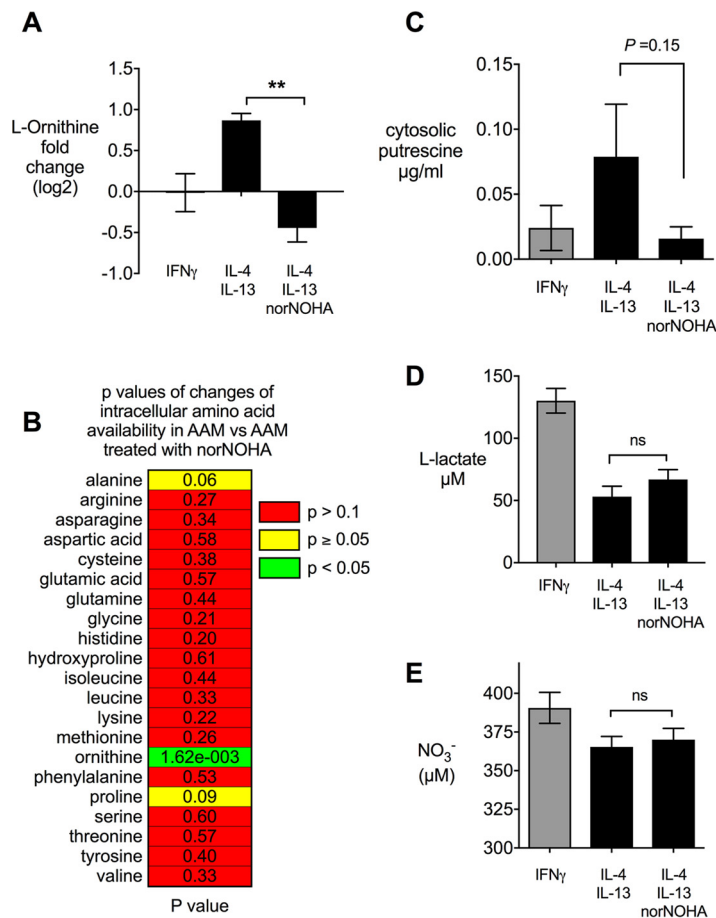 A
L-Ornithine
fold
change
(log2)
1.5
1.0
0.5
0.0
-0.5
-1.0
**
IFNγ
IL-4
IL-13
IL-4
IL-13
norNOHA
B
p values of changes of
intracellular amino acid
availability in AAM vs AAM
treated with norNOHA
alanine 0.06
arginine 0.27
asparagine 0.34
aspartic acid 0.58
cysteine 0.38
glutamic acid 0.57
glutamine 0.44
glycine 0.21
histidine 0.20
hydroxyproline 0.61
isoleucine 0.44
leucine 0.33
lysine 0.22
methionine 0.26
ornithine 1.62e-003
phenylalanine 0.53
proline 0.09
serine 0.60
threonine 0.57
tyrosine 0.40
valine 0.33
P value
p > 0.1
p ≥ 0.05
p < 0.05
C
P =0.15
cytosolic
putrescine
µg/ml
0.15
0.10
0.05
0.00
IFNγ
IL-4
IL-13
IL-4
IL-13
norNOHA
D
L-lactate
µM
150
100
50
0
ns
IFNγ
IL-4
IL-13
IL-4
IL-13
norNOHA
E
NO₃⁻
(µM)
400
375
350
325
300
ns
IFNγ
IL-4
IL-13
IL-4
IL-13
norNOHA